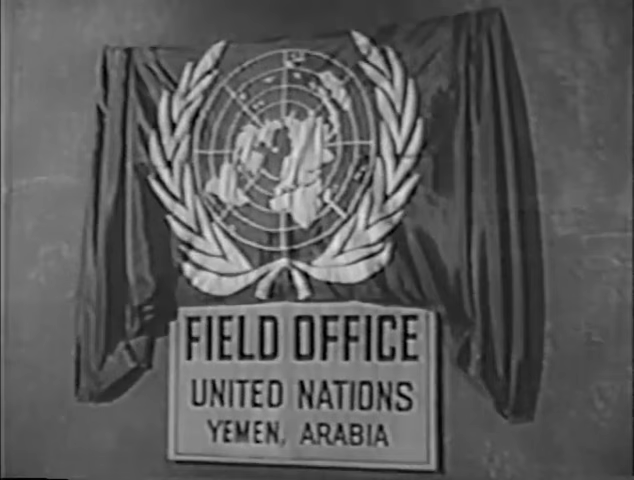 FIELD OFFICE
UNITED NATIONS
YEMEN, ARABIA